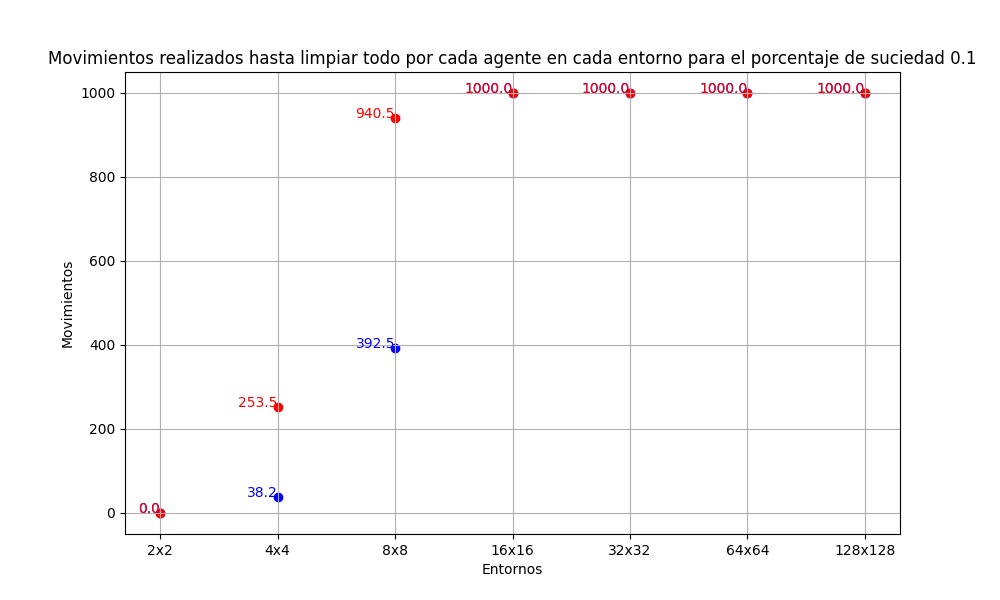 Movimientos realizados hasta limpiar todo por cada agente en cada entorno para el porcentaje de suciedad 0.1
1000
1000.0
1000.0
1000.0
1000.0
940.5
800
Movimientos
600
400
392.5
253.5
200
38.2
0
0.0
2x2
4x4
8x8
16x16
32x32
64x64
128x128
Entornos